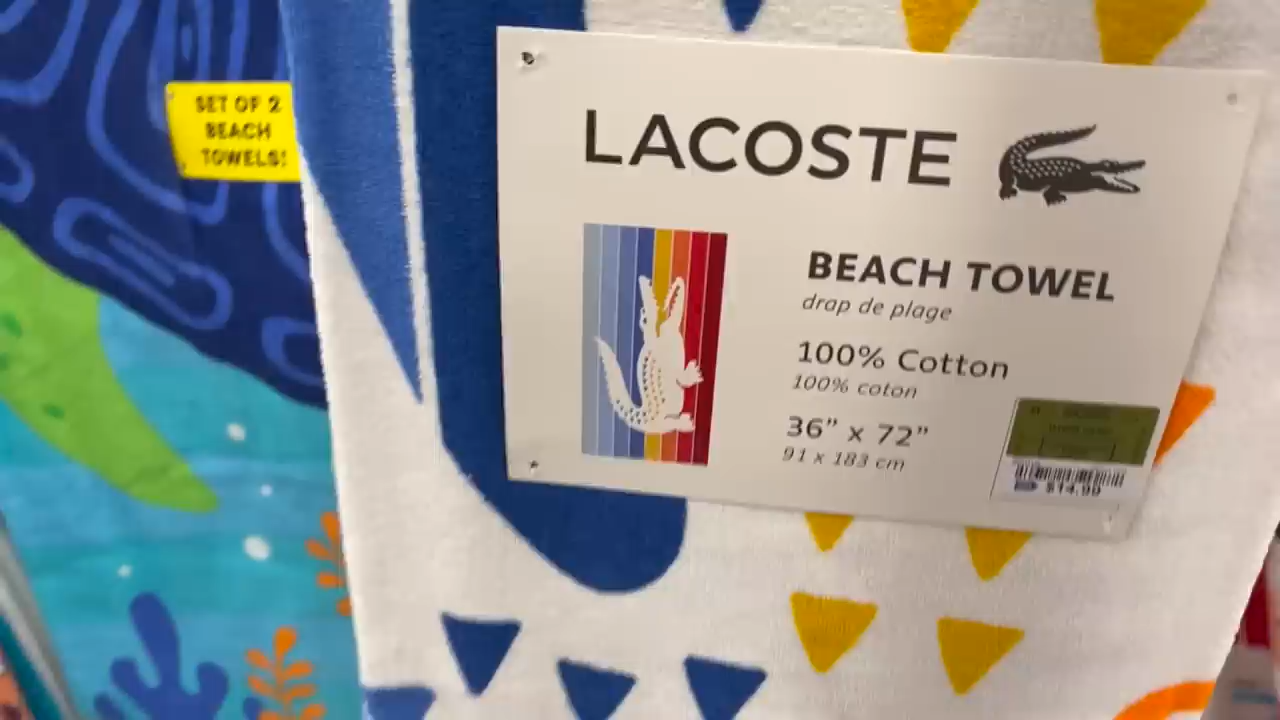 SET OF 2
BEACH
TOWELS!
LACOSTE
BEACH TOWEL
drap de plage
100% Cotton
100% coton
36" x 72"
91 x 183 cm
$14.99